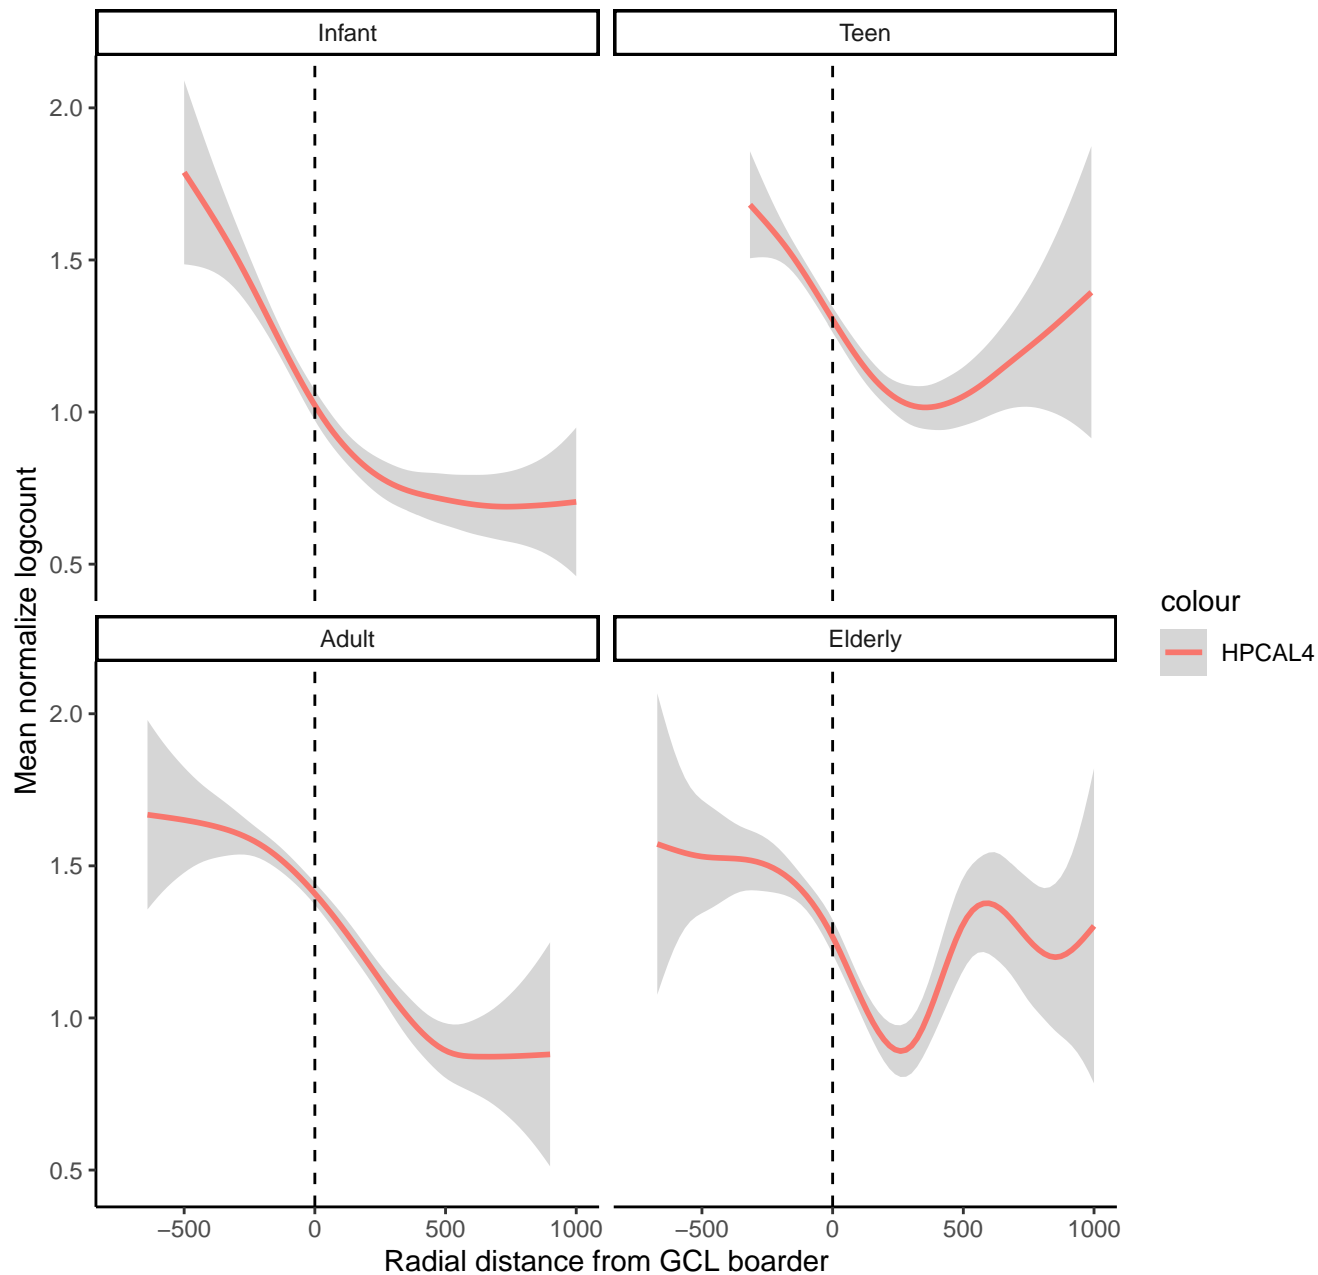 Infant
Teen
2.0
1.5
1.0
0.5
Adult
Elderly
2.0
1.5
1.0
0.5
−500
0
500
1000
−500
0
500
1000
Radial distance from GCL boarder
Mean normalize logcount
colour
HPCAL4